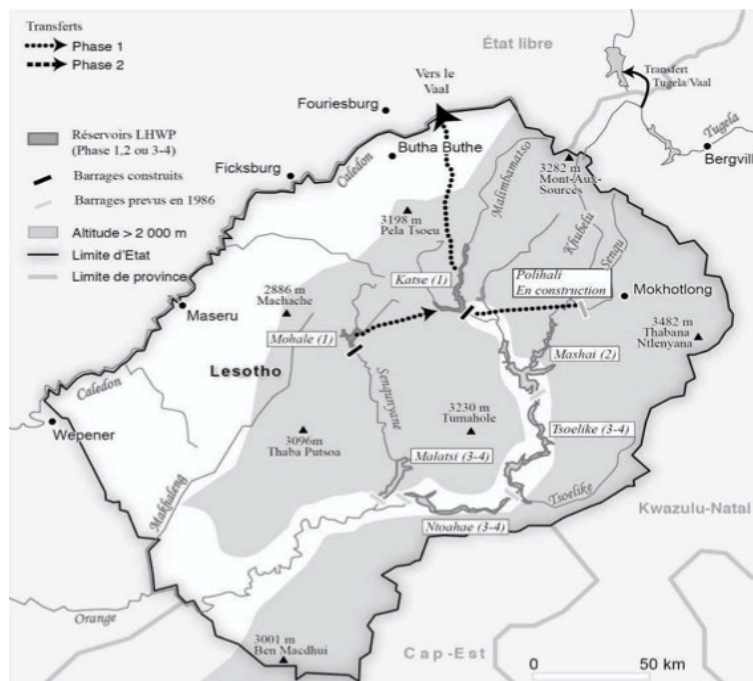 Transferts
Phase 1
Phase 2
Réservoirs LHWP
(Phase 1,2 ou 3-4)
Barrages construits
Barrages prevus en 1986
Altitude > 2 000 m
Limite d'Etat
Limite de province
État libre
Vers le
Vaal
Transfert
Tugela/Vaal
Tugela
Bergvill
Fouriesburg
Butha Buthe
Ficksburg
Caledon
Malibamatso
3282 m
Mont-Aux-
Sources
Khubelu
Senqu
3198 m
Pela Tsoeu
Katse (1)
Polihali
En construction
Mokhotlong
2886 m
Machache
Maseru
Mohale (1)
3482 m
Thabana
Ntlenyana
Mashai (2)
Lesotho
Caledon
Senqunyane
3230 m
Tumahole
Wepener
3096m
Thaba Putsoa
Tsoelike (3-4)
Malatsi (3-4)
Makhaleng
Tsoelike
Kwazulu-Natal
Ntoahae (3-4)
Orange
3001 m
Ben Macdhui
Cap-Est
0
50 km